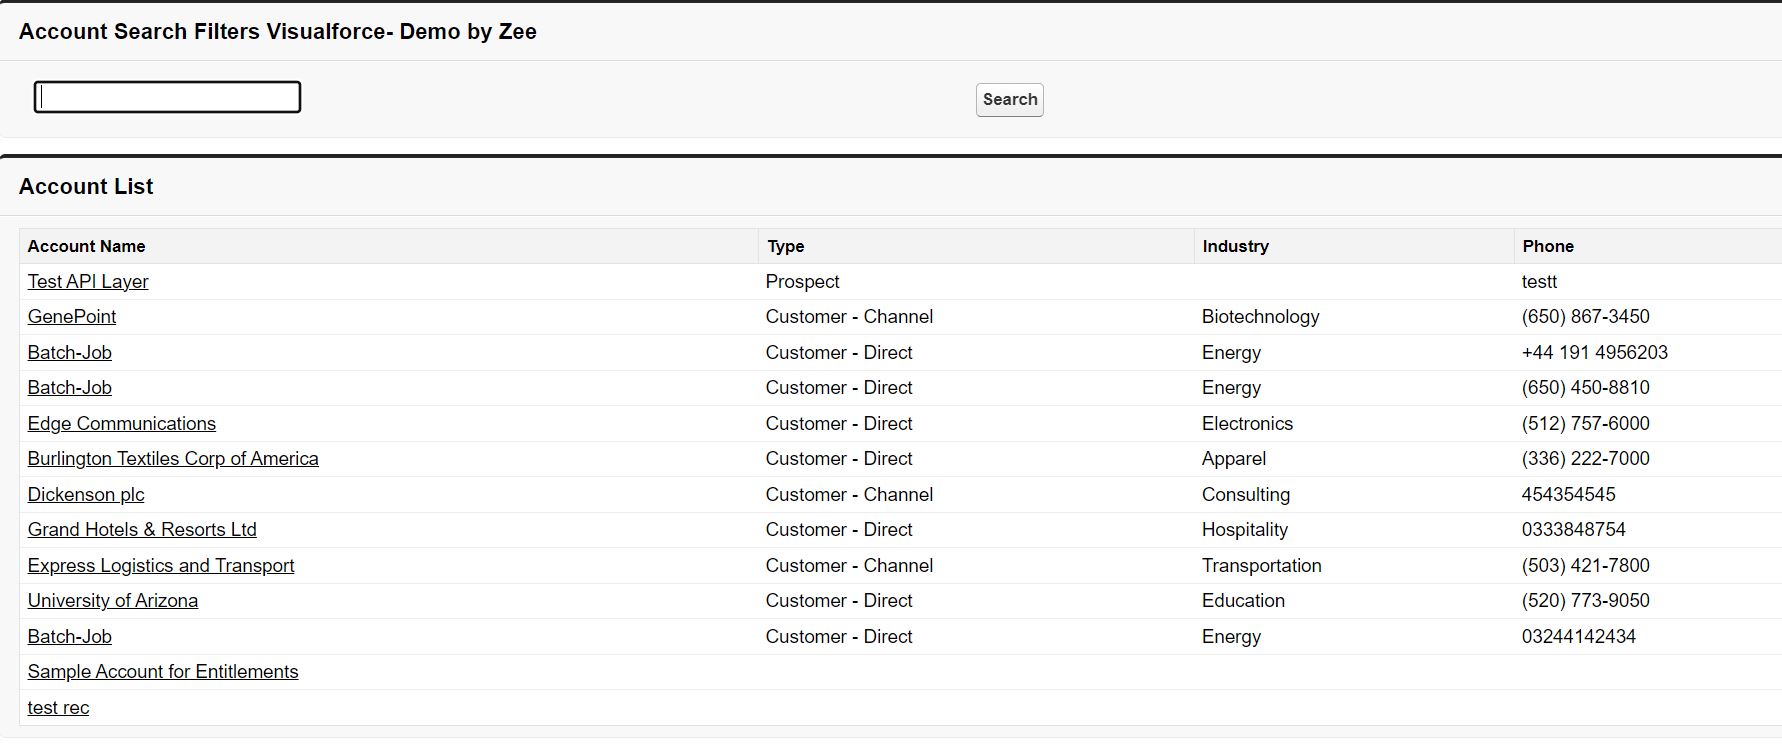 Account Search Filters Visualforce- Demo by Zee
Search
Account List
Account Name Type Industry Phone
Test API Layer Prospect testt
GenePoint Customer - Channel Biotechnology (650) 867-3450
Batch-Job Customer - Direct Energy +44 191 4956203
Batch-Job Customer - Direct Energy (650) 450-8810
Edge Communications Customer - Direct Electronics (512) 757-6000
Burlington Textiles Corp of America Customer - Direct Apparel (336) 222-7000
Dickenson plc Customer - Channel Consulting 454354545
Grand Hotels & Resorts Ltd Customer - Direct Hospitality 0333848754
Express Logistics and Transport Customer - Channel Transportation (503) 421-7800
University of Arizona Customer - Direct Education (520) 773-9050
Batch-Job Customer - Direct Energy 03244142434
Sample Account for Entitlements
test rec